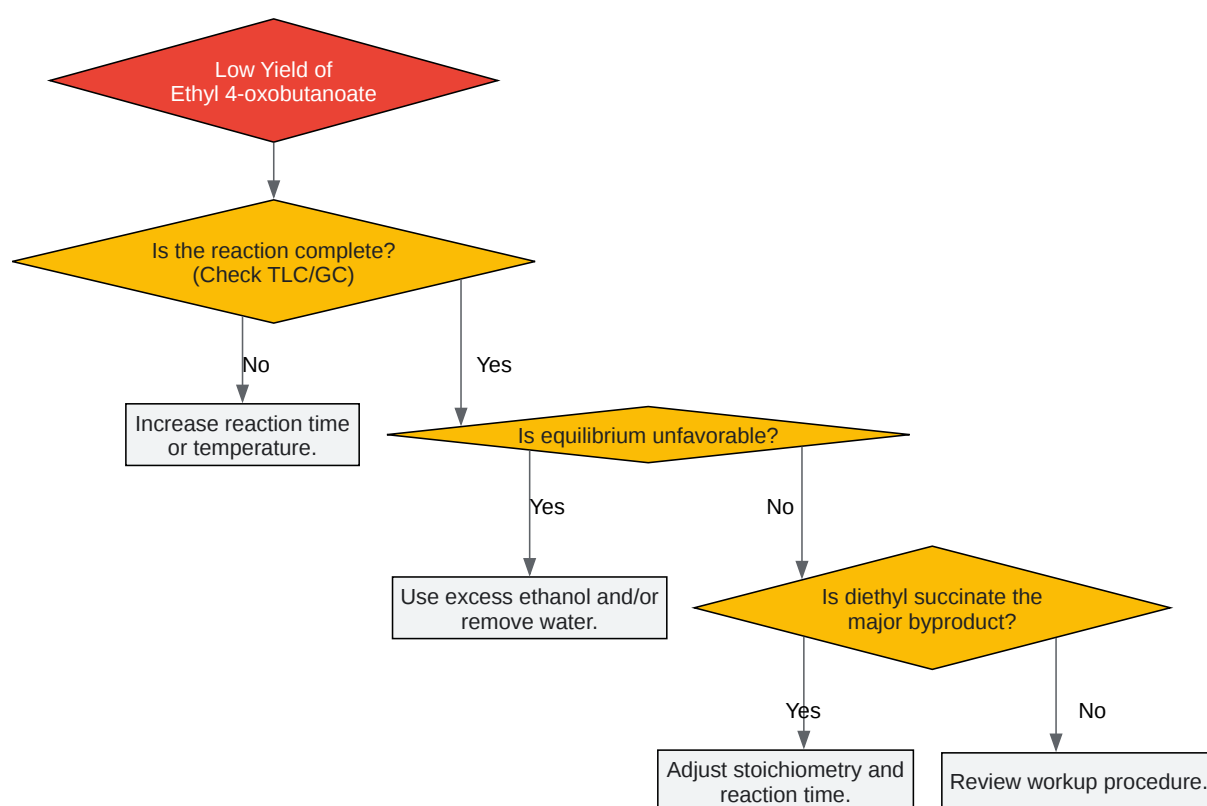 Low Yield of
Ethyl 4-oxobutanoate
Is the reaction complete?
(Check TLC/GC)
No
Yes
Increase reaction time
or temperature.
Is equilibrium unfavorable?
Yes
No
Use excess ethanol and/or
remove water.
Is diethyl succinate the
major byproduct?
Yes
No
Adjust stoichiometry and
reaction time.
Review workup procedure.